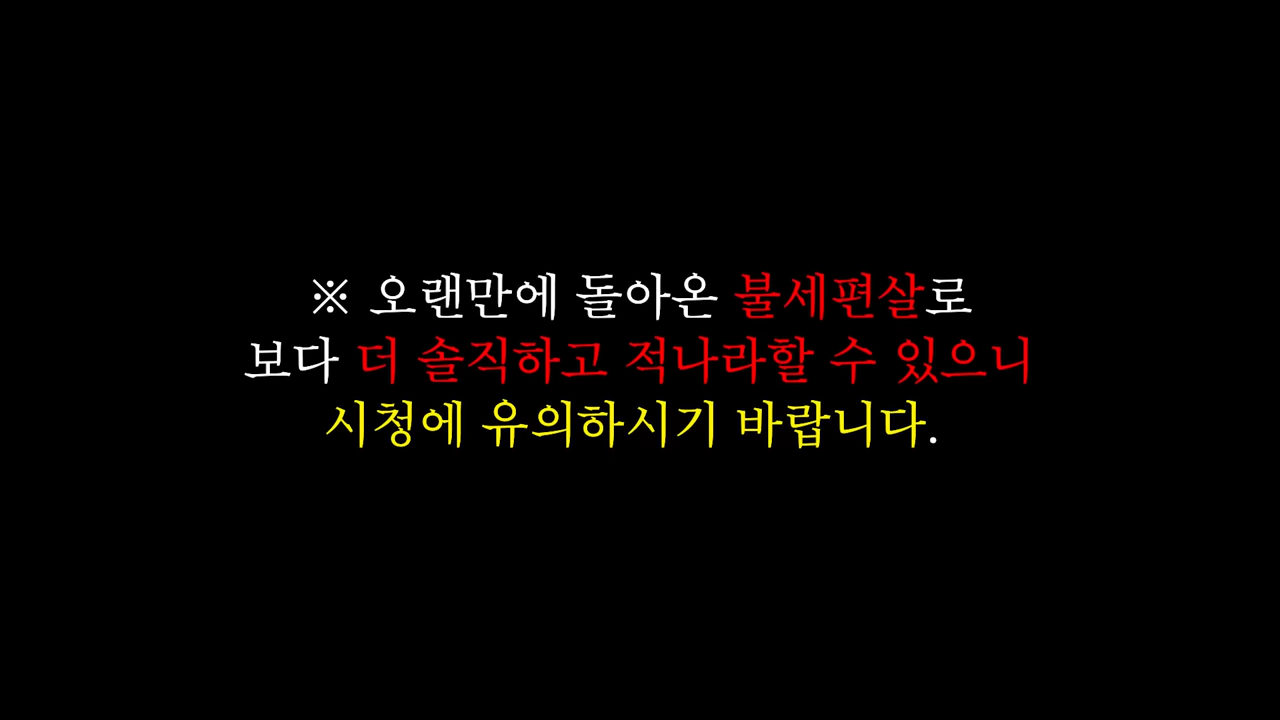 ※ 오랜만에 돌아온 불세편살로
보다 더 솔직하고 적나라할 수 있으니
시청에 유의하시기 바랍니다.